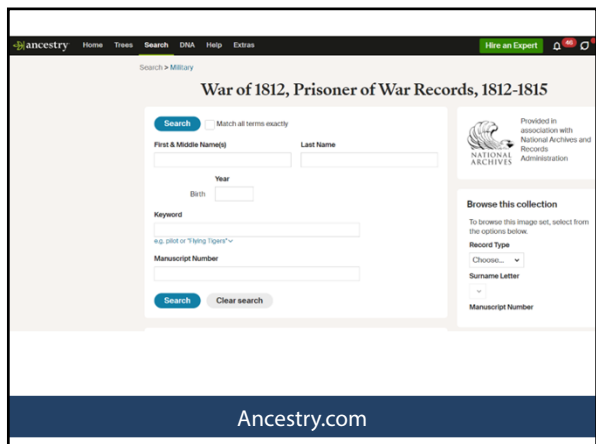 ancestry Home Trees Search DNA Help Extras Hire an Expert 46
Search > Military
War of 1812, Prisoner of War Records, 1812-1815
Search Match all terms exactly
First & Middle Name(s) Last Name
Year
Birth
Keyword
e.g. pilot or "Flying Tigers"
Manuscript Number
Search Clear search
NATIONAL
ARCHIVES
Provided in
association with
National Archives and
Records
Administration
Browse this collection
To browse this image set, select from
the options below.
Record Type
Choose...
Surname Letter
Manuscript Number
Ancestry.com